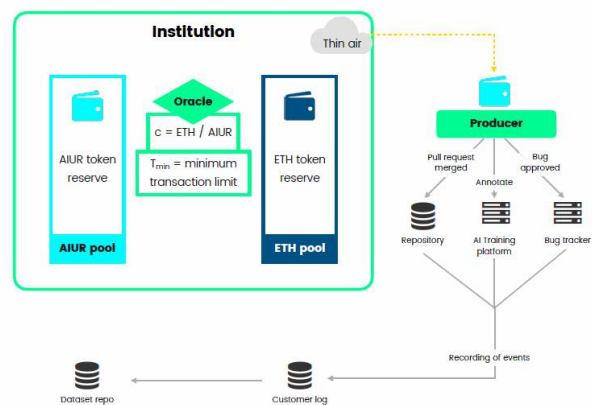 Institution
Thin air
Oracle
c = ETH / AIUR
T min = minimum
transaction limit
AIUR token
reserve
AIUR pool
ETH token
reserve
ETH pool
Producer
Pull request
merged
Annotate
Bug
approved
Repository
AI Training
platform
Bug tracker
Recording of events
Customer log
Dataset repo